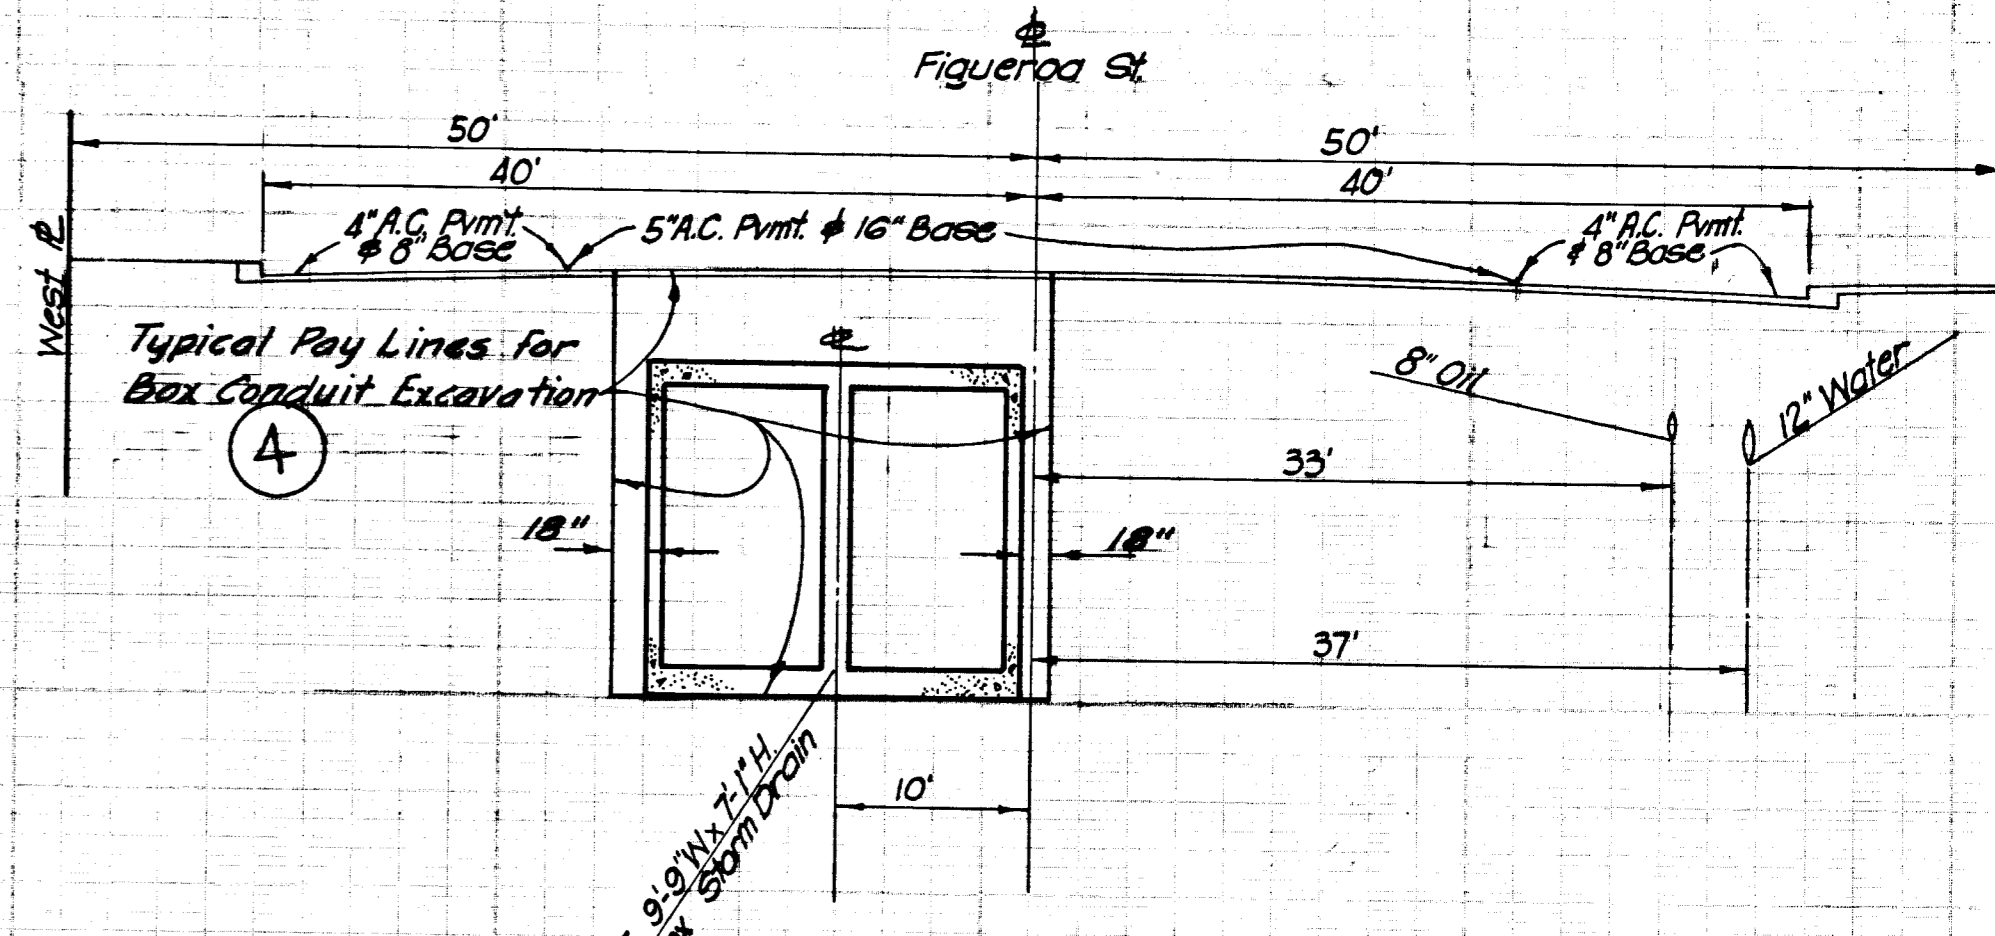 ℄
Figueroa St.
50'
50'
40'
40'
4" A.C. Pvmt.
& 8" Base
5" A.C. Pvmt. & 16" Base
4" A.C. Pvmt.
& 8" Base
West ⅊
Typical Pay Lines for
Box Conduit Excavation
4
℄
8" Oil
12" Water
33'
18"
18"
37'
9'-9" W x 7'-1" H.
Storm Drain
10'